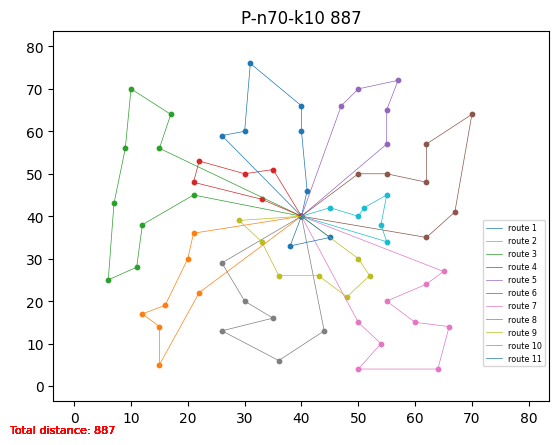 P-n70-k10 887
80
70
60
50
40
30
20
10
0
0 10 20 30 40 50 60 70 80
route 1
route 2
route 3
route 4
route 5
route 6
route 7
route 8
route 9
route 10
route 11
Total distance: 887